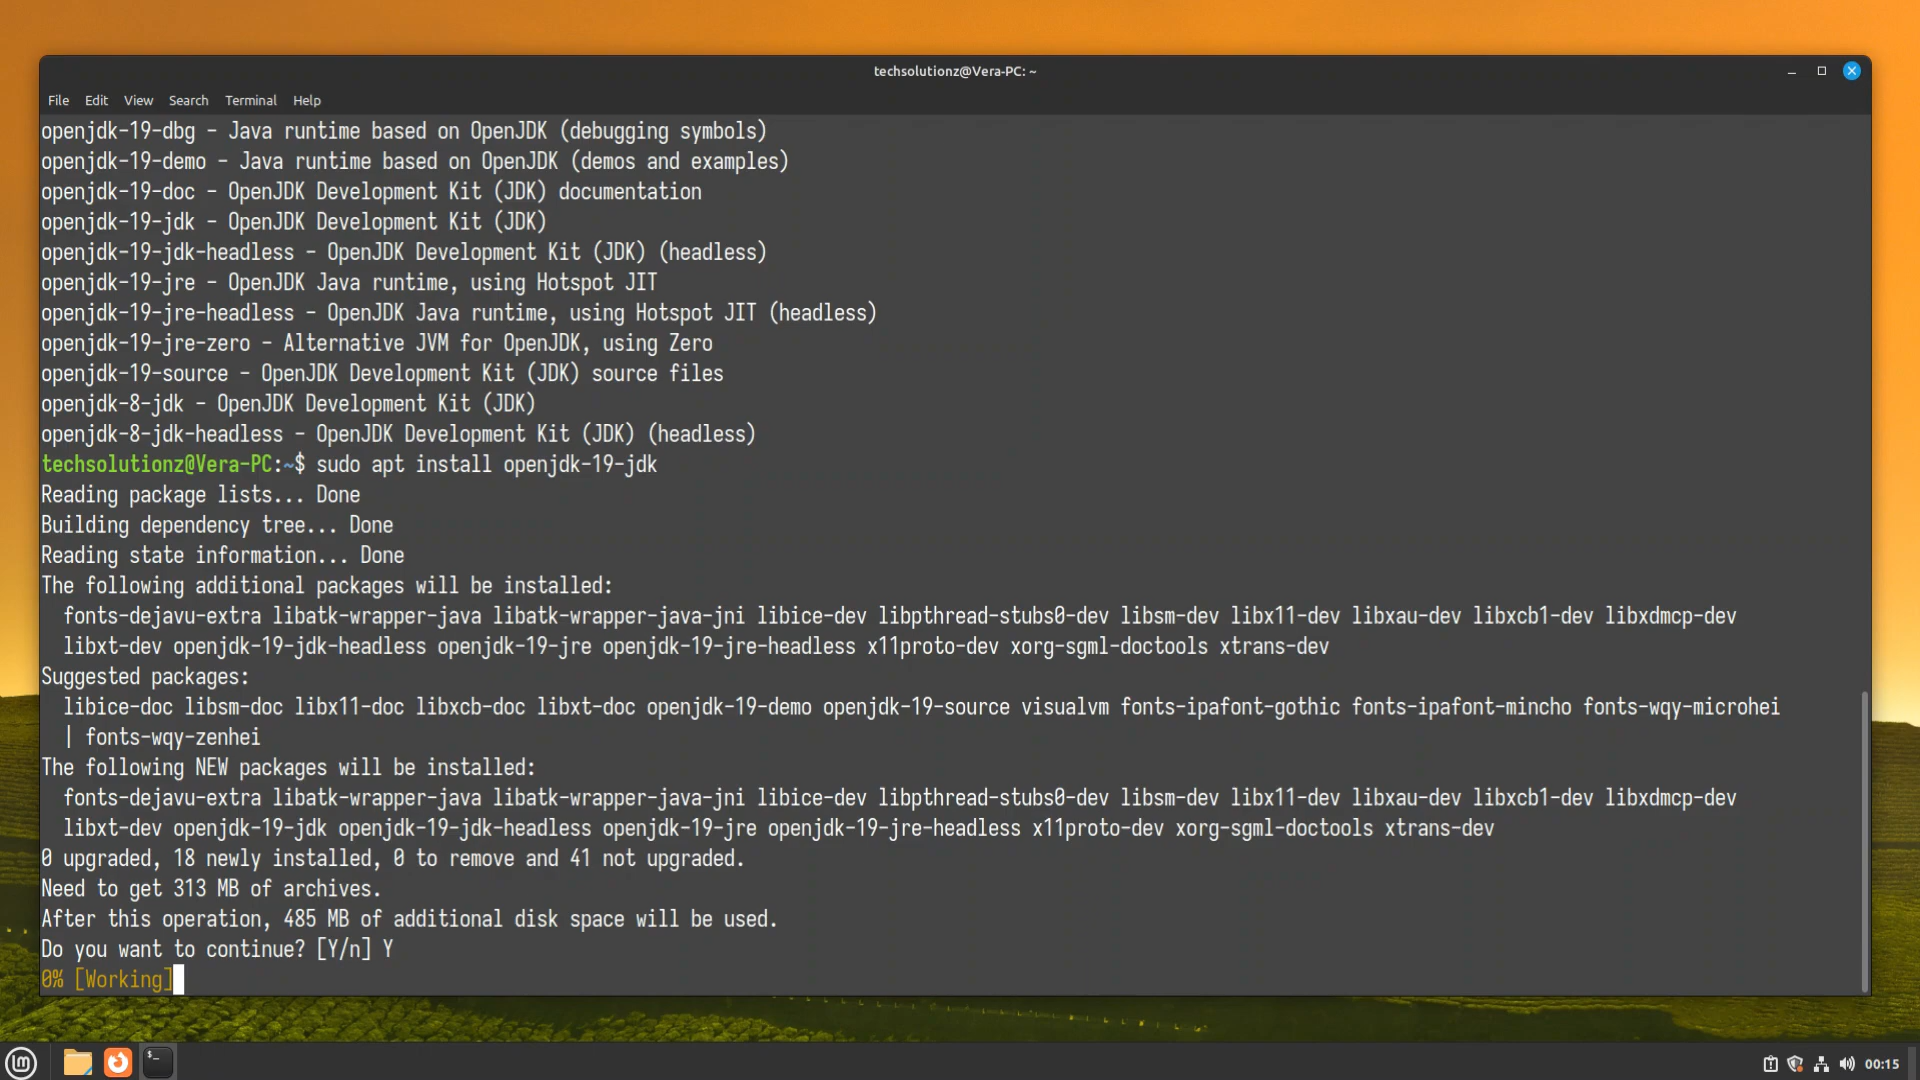 techsolutionz@Vera-PC: ~
File Edit View Search Terminal Help
openjdk-19-dbg - Java runtime based on OpenJDK (debugging symbols)
openjdk-19-demo - Java runtime based on OpenJDK (demos and examples)
openjdk-19-doc - OpenJDK Development Kit (JDK) documentation
openjdk-19-jdk - OpenJDK Development Kit (JDK)
openjdk-19-jdk-headless - OpenJDK Development Kit (JDK) (headless)
openjdk-19-jre - OpenJDK Java runtime, using Hotspot JIT
openjdk-19-jre-headless - OpenJDK Java runtime, using Hotspot JIT (headless)
openjdk-19-jre-zero - Alternative JVM for OpenJDK, using Zero
openjdk-19-source - OpenJDK Development Kit (JDK) source files
openjdk-8-jdk - OpenJDK Development Kit (JDK)
openjdk-8-jdk-headless - OpenJDK Development Kit (JDK) (headless)
techsolutionz@Vera-PC:~$ sudo apt install openjdk-19-jdk
Reading package lists... Done
Building dependency tree... Done
Reading state information... Done
The following additional packages will be installed:
  fonts-dejavu-extra libatk-wrapper-java libatk-wrapper-java-jni libice-dev libpthread-stubs0-dev libsm-dev libx11-dev libxau-dev libxcb1-dev libxdmcp-dev
  libxt-dev openjdk-19-jdk-headless openjdk-19-jre openjdk-19-jre-headless x11proto-dev xorg-sgml-doctools xtrans-dev
Suggested packages:
  libice-doc libsm-doc libx11-doc libxcb-doc libxt-doc openjdk-19-demo openjdk-19-source visualvm fonts-ipafont-gothic fonts-ipafont-mincho fonts-wqy-microhei
  | fonts-wqy-zenhei
The following NEW packages will be installed:
  fonts-dejavu-extra libatk-wrapper-java libatk-wrapper-java-jni libice-dev libpthread-stubs0-dev libsm-dev libx11-dev libxau-dev libxcb1-dev libxdmcp-dev
  libxt-dev openjdk-19-jdk openjdk-19-jdk-headless openjdk-19-jre openjdk-19-jre-headless x11proto-dev xorg-sgml-doctools xtrans-dev
0 upgraded, 18 newly installed, 0 to remove and 41 not upgraded.
Need to get 313 MB of archives.
After this operation, 485 MB of additional disk space will be used.
Do you want to continue? [Y/n] Y
0% [Working]
00:15